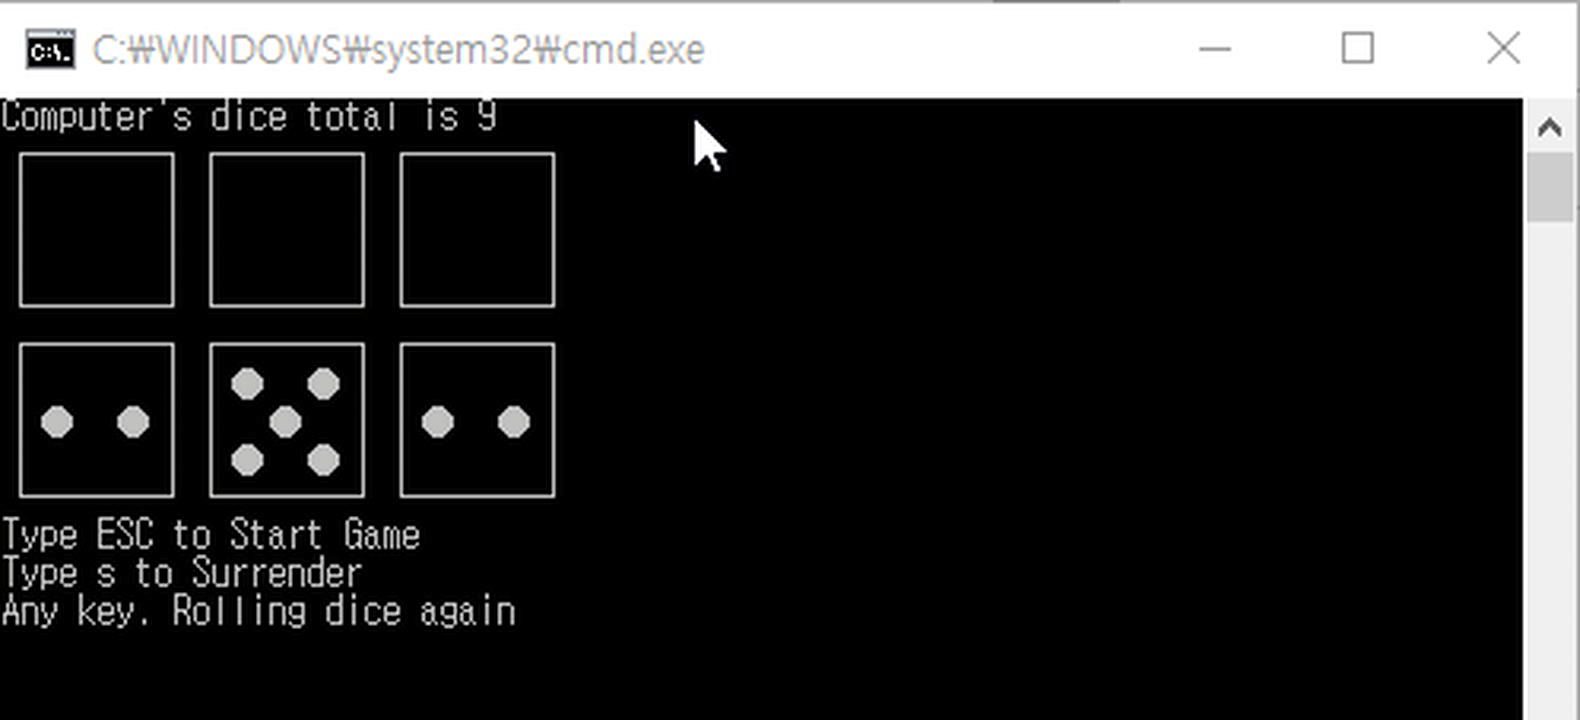 C:₩WINDOWS₩system32₩cmd.exe
Computer's dice total is 9
Type ESC to Start Game
Type s to Surrender
Any key. Rolling dice again